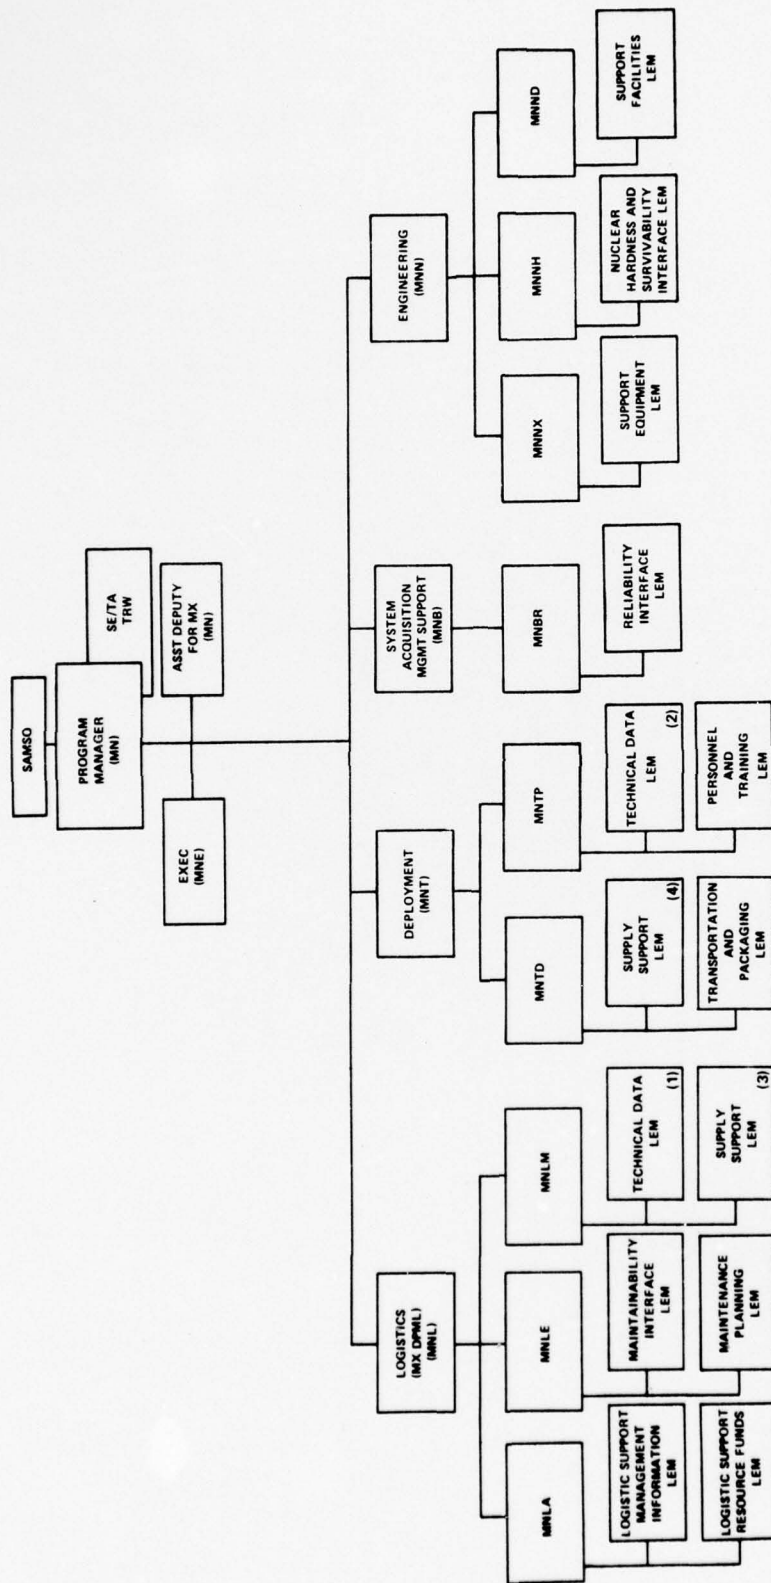 SAMSO
PROGRAM
MANAGER
(MN)
SE/TA
TRW
EXEC
(MNE)
ASST DEPUTY
FOR MX
(MN)
LOGISTICS
(MX DPML)
(MNL)
DEPLOYMENT
(MNT)
SYSTEM
ACQUISITION
MGMT SUPPORT
(MNB)
ENGINEERING
(MNN)
MNLA
MNLE
MNLM
MNTD
MNTP
MNBR
MNNX
MNNH
MNND
LOGISTIC SUPPORT
MANAGEMENT
INFORMATION
LEM
MAINTAINABILITY
INTERFACE
LEM
TECHNICAL DATA
LEM
(1)
SUPPLY
SUPPORT
LEM
(4)
TECHNICAL DATA
LEM
(2)
RELIABILITY
INTERFACE
LEM
SUPPORT
EQUIPMENT
LEM
NUCLEAR
HARDNESS AND
SURVIVABILITY
INTERFACE LEM
SUPPORT
FACILITIES
LEM
LOGISTIC SUPPORT
RESOURCE FUNDS
LEM
MAINTENANCE
PLANNING
LEM
SUPPLY
SUPPORT
LEM
(3)
TRANSPORTATION
AND
PACKAGING
LEM
PERSONNEL
AND
TRAINING
LEM